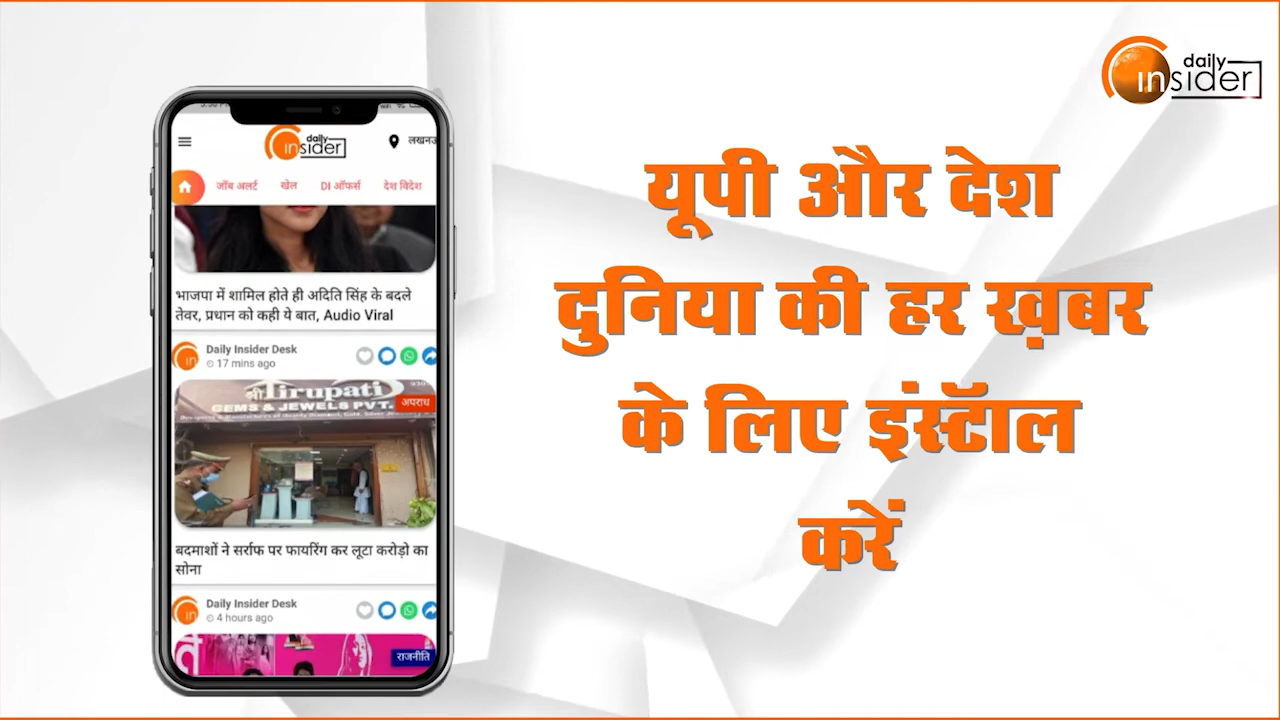 daily
insider
यूपी और देश
दुनिया की हर ख़बर
के लिए इंस्टॉल
करें
daily
insider
लखनऊ
जॉब अलर्ट खेल DI ऑफर्स देश विदेश
भाजपा में शामिल होते ही अदिति सिंह के बदले
तेवर, प्रधान को कही ये बात, Audio Viral
Daily Insider Desk
17 mins ago
श्री Tirupati
GEMS & JEWELS PVT.
अपराध
बदमाशों ने सर्राफ पर फायरिंग कर लूटा करोड़ो का
सोना
Daily Insider Desk
4 hours ago
राजनीति